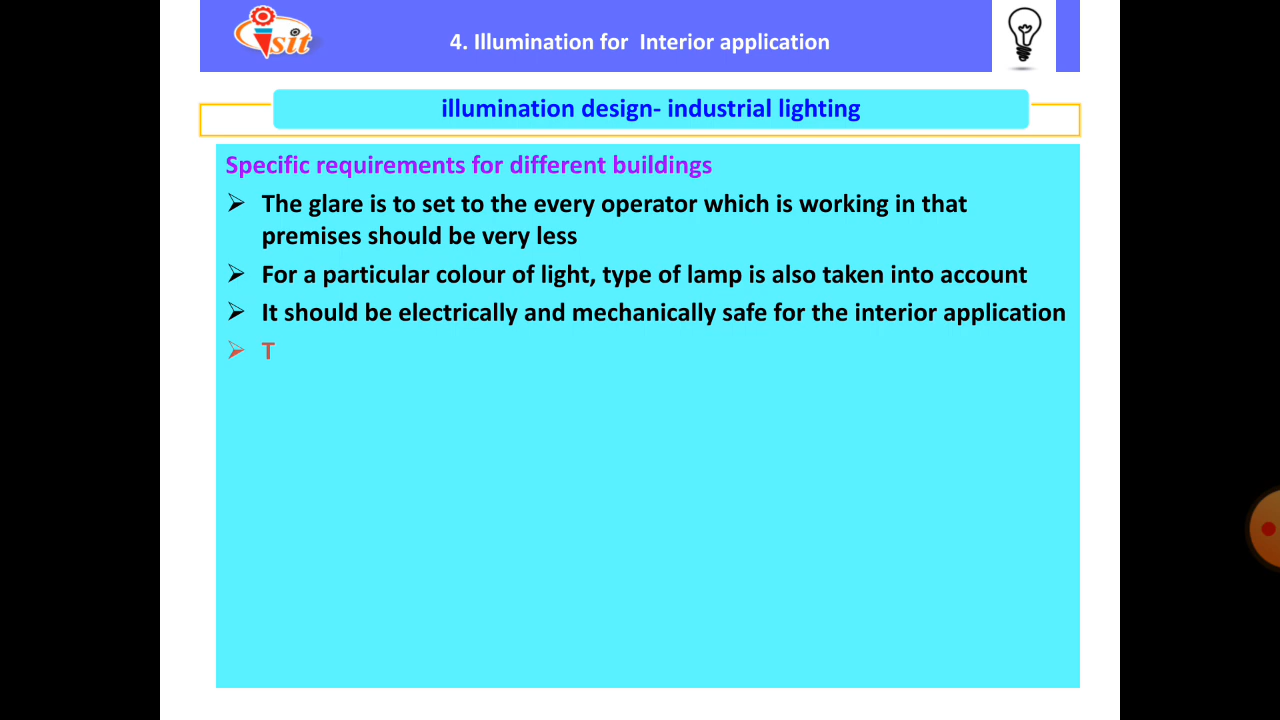 isit
4. Illumination for Interior application
illumination design- industrial lighting
Specific requirements for different buildings
The glare is to set to the every operator which is working in that
premises should be very less
For a particular colour of light, type of lamp is also taken into account
It should be electrically and mechanically safe for the interior application
T